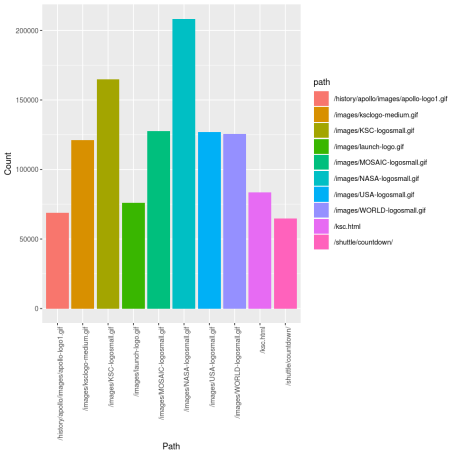 200000
150000
100000
50000
0
Count
/history/apollo/images/apollo-logo1.gif
/images/ksclogo-medium.gif
/images/KSC-logosmall.gif
/images/launch-logo.gif
/images/MOSAIC-logosmall.gif
/images/NASA-logosmall.gif
/images/USA-logosmall.gif
/images/WORLD-logosmall.gif
/ksc.html
/shuttle/countdown/
Path
path
/history/apollo/images/apollo-logo1.gif
/images/ksclogo-medium.gif
/images/KSC-logosmall.gif
/images/launch-logo.gif
/images/MOSAIC-logosmall.gif
/images/NASA-logosmall.gif
/images/USA-logosmall.gif
/images/WORLD-logosmall.gif
/ksc.html
/shuttle/countdown/